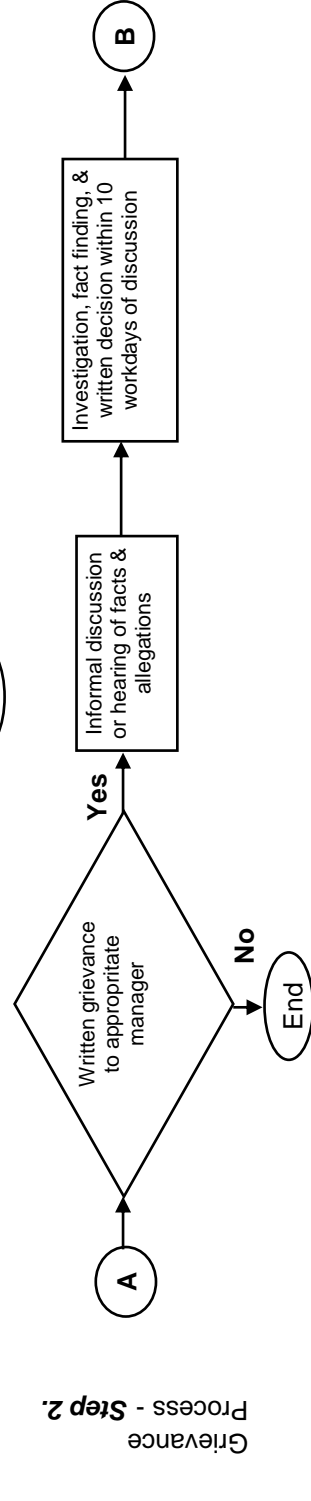 Grievance
Process - Step 2.
A
Written grievance
to appropritate
manager
Yes
No
End
Informal discussion
or hearing of facts &
allegations
Investigation, fact finding, &
written decision within 10
workdays of discussion
B